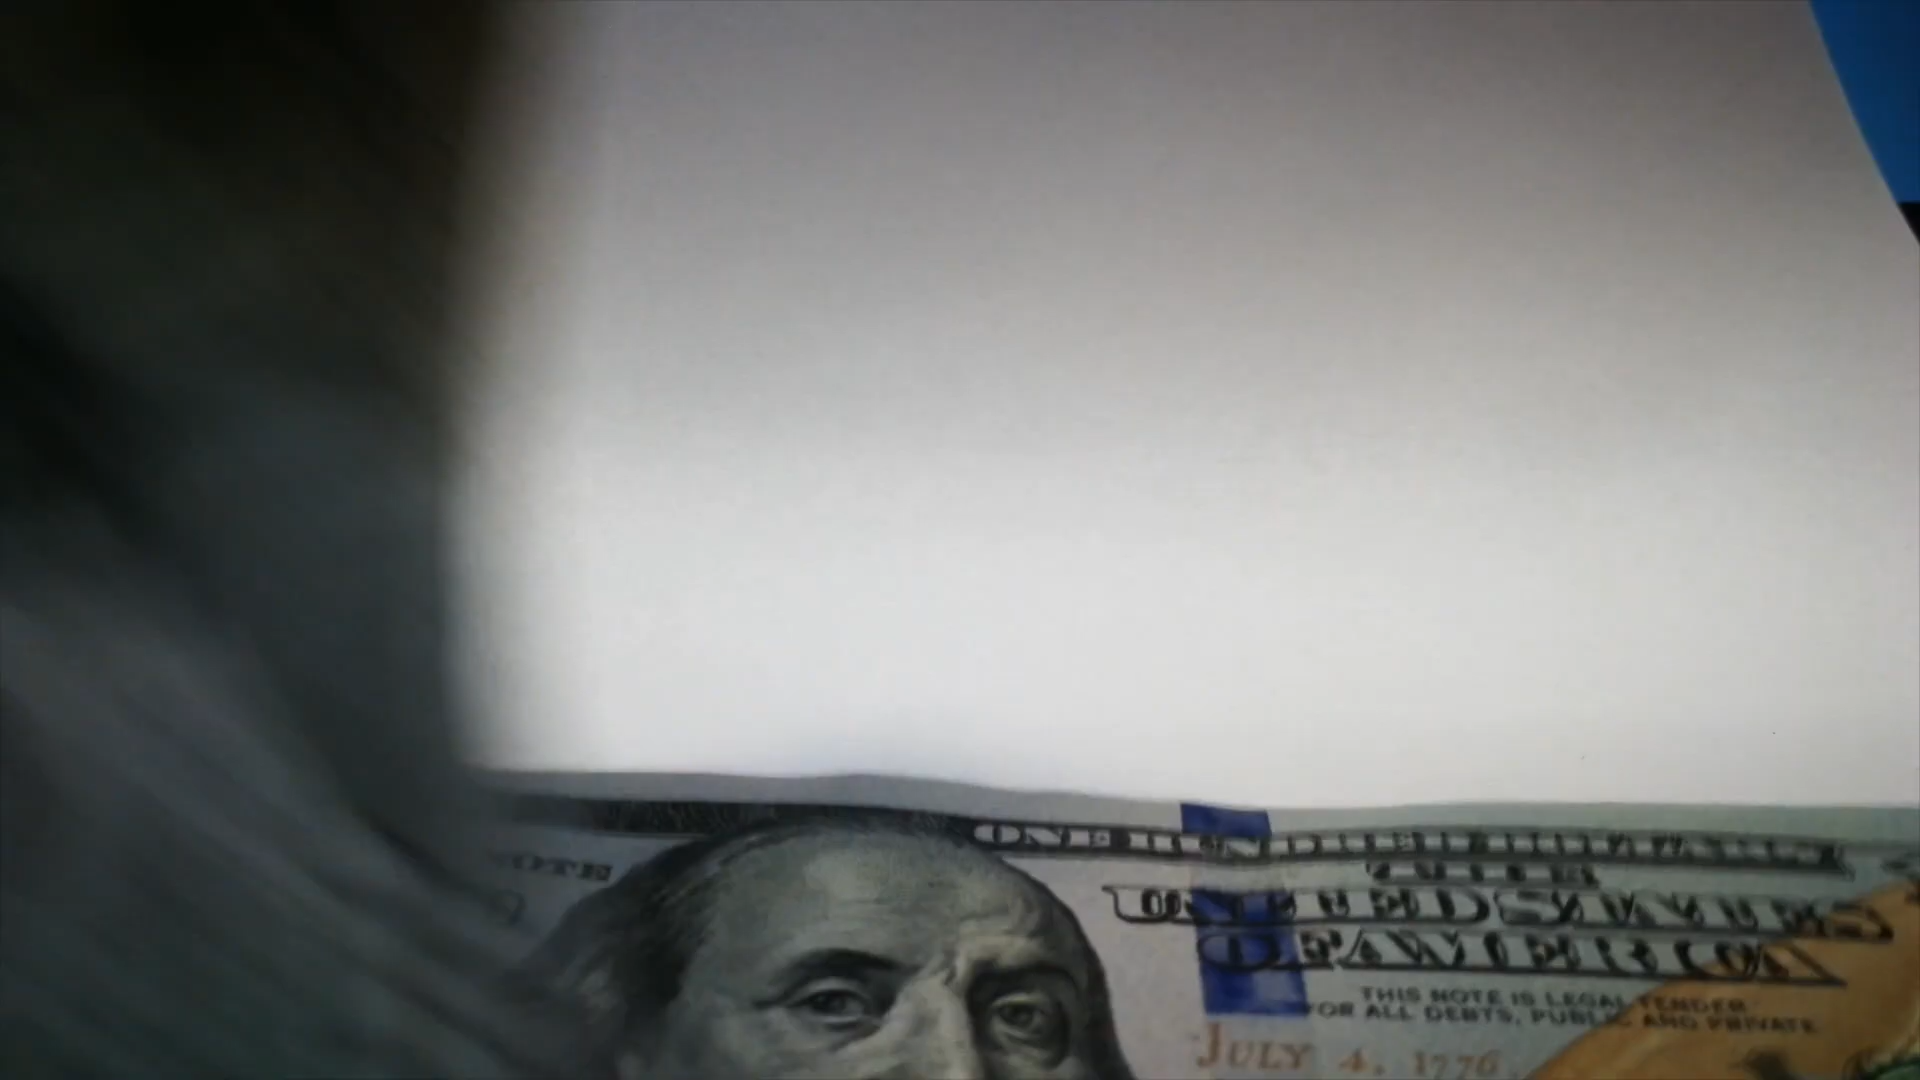 ONE HUNDRED
THE
UNITED STATES
OF AMERICA
THIS NOTE IS LEGAL TENDER
FOR ALL DEBTS, PUBLIC AND PRIVATE
JULY 4, 1776